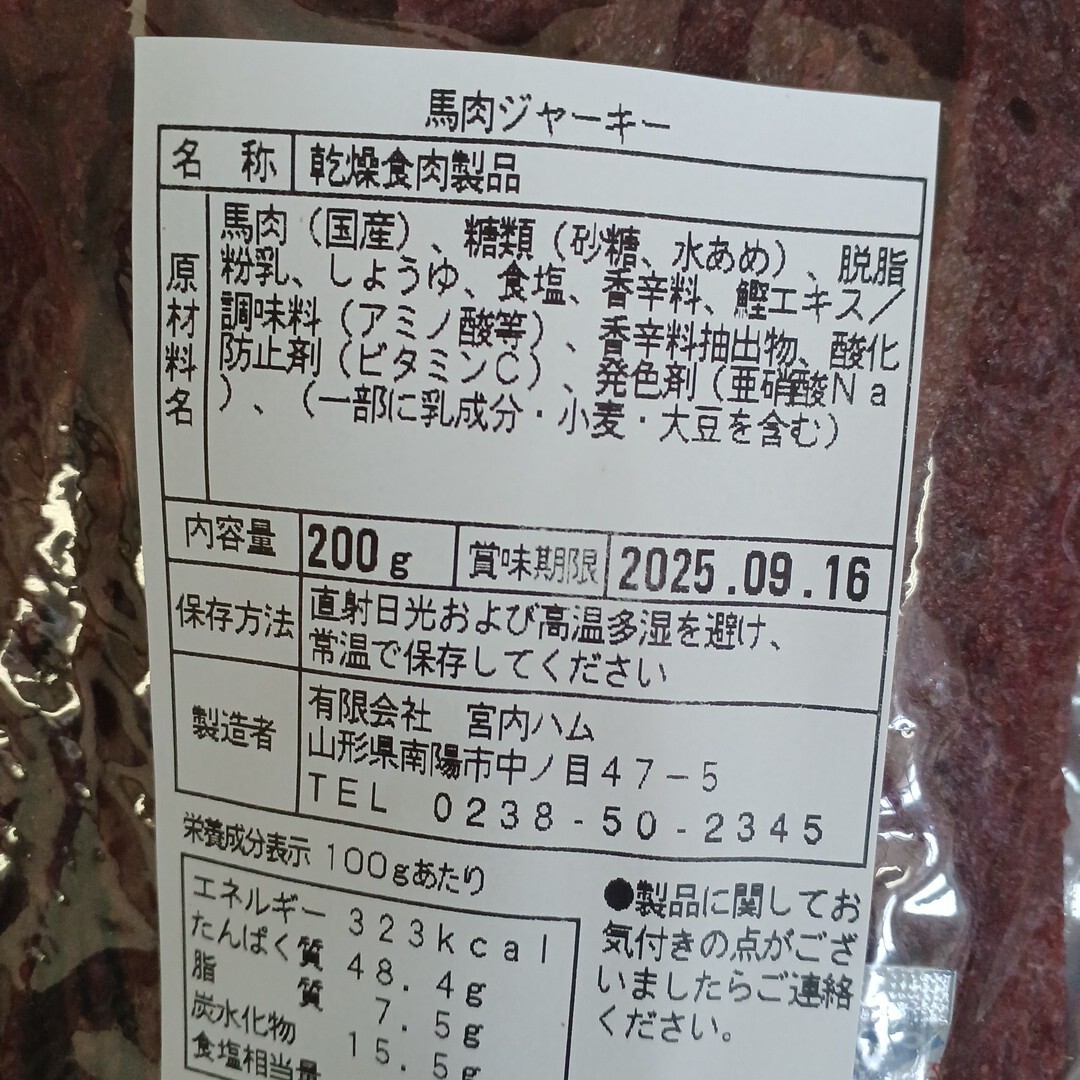 馬肉ジャーキー
名 称 乾燥食肉製品
原材料名 馬肉（国産）、糖類（砂糖、水あめ）、脱脂
粉乳、しょうゆ、食塩、香辛料、鰹エキス／
調味料（アミノ酸等）、香辛料抽出物、酸化
防止剤（ビタミンC）、発色剤（亜硝酸Na
）、（一部に乳成分・小麦・大豆を含む）
内容量 200g 賞味期限 2025.09.16
保存方法 直射日光および高温多湿を避け、
常温で保存してください
製造者 有限会社 宮内ハム
山形県南陽市中ノ目47-5
TEL 0238-50-2345
栄養成分表示 100gあたり
エネルギー 323kcal
たんぱく質 48.4g
脂 質 7.5g
炭水化物 15.5g
食塩相当量
●製品に関してお
気付きの点がござ
いましたらご連絡
ください。